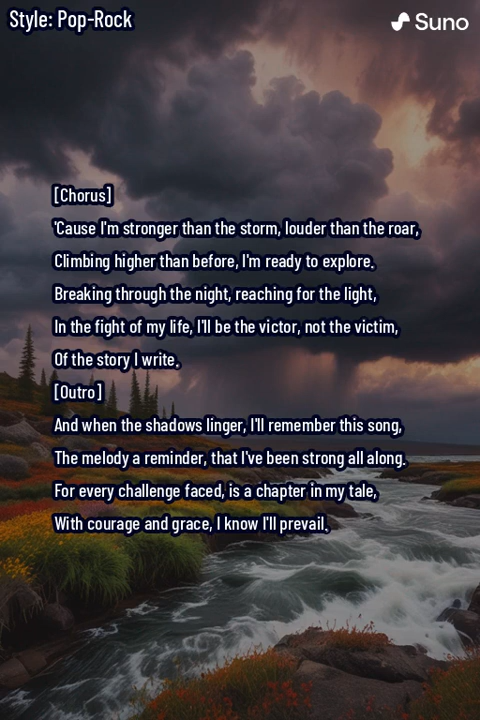 Style: Pop-Rock
Suno
[Chorus]
'Cause I'm stronger than the storm, louder than the roar,
Climbing higher than before, I'm ready to explore.
Breaking through the night, reaching for the light,
In the fight of my life, I'll be the victor, not the victim,
Of the story I write.
[Outro]
And when the shadows linger, I'll remember this song,
The melody a reminder, that I've been strong all along.
For every challenge faced, is a chapter in my tale,
With courage and grace, I know I'll prevail.